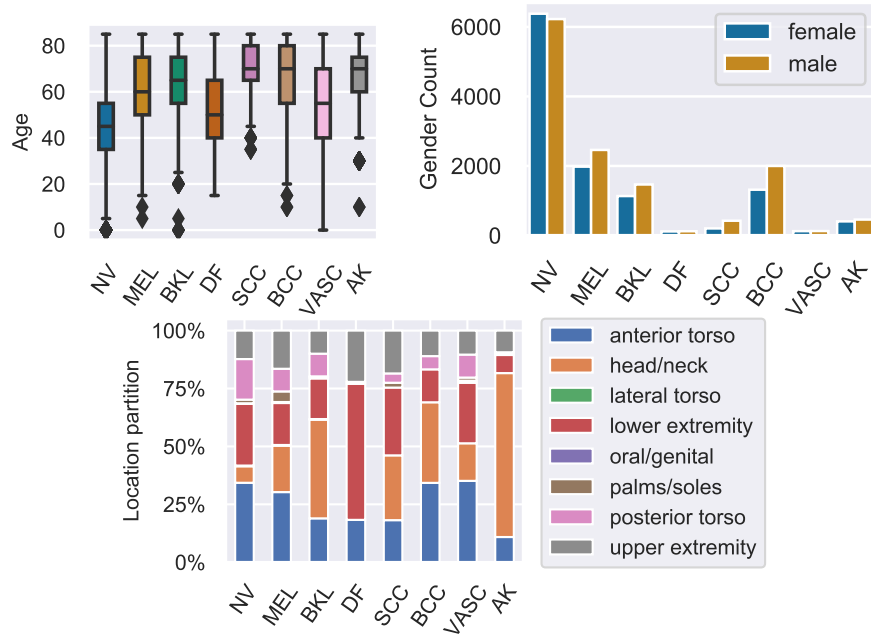 Age
80
60
40
20
0
NV
MEL
BKL
DF
SCC
BCC
VASC
AK
Gender Count
6000
4000
2000
0
female
male
NV
MEL
BKL
DF
SCC
BCC
VASC
AK
Location partition
100%
75%
50%
25%
0%
NV
MEL
BKL
DF
SCC
BCC
VASC
AK
anterior torso
head/neck
lateral torso
lower extremity
oral/genital
palms/soles
posterior torso
upper extremity